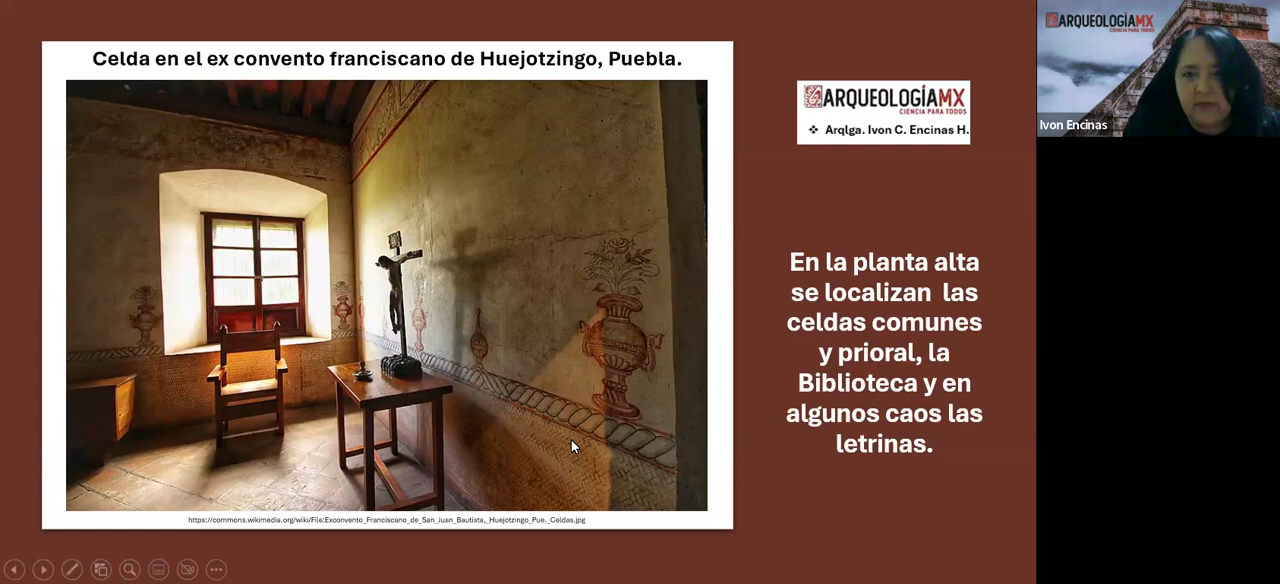 Celda en el ex convento franciscano de Huejotzingo, Puebla.
https://commons.wikimedia.org/wiki/File:Exconvento_Franciscano_de_San_Juan_Bautista,_Huejotzingo_Pue._Celdas.jpg
ARQUEOLOGÍAMX
CIENCIA PARA TODOS
❖ Arqlga. Ivon C. Encinas H.
En la planta alta
se localizan las
celdas comunes
y prioral, la
Biblioteca y en
algunos caos las
letrinas.
ARQUEOLOGÍAMX
CIENCIA PARA TODOS
Ivon Encinas